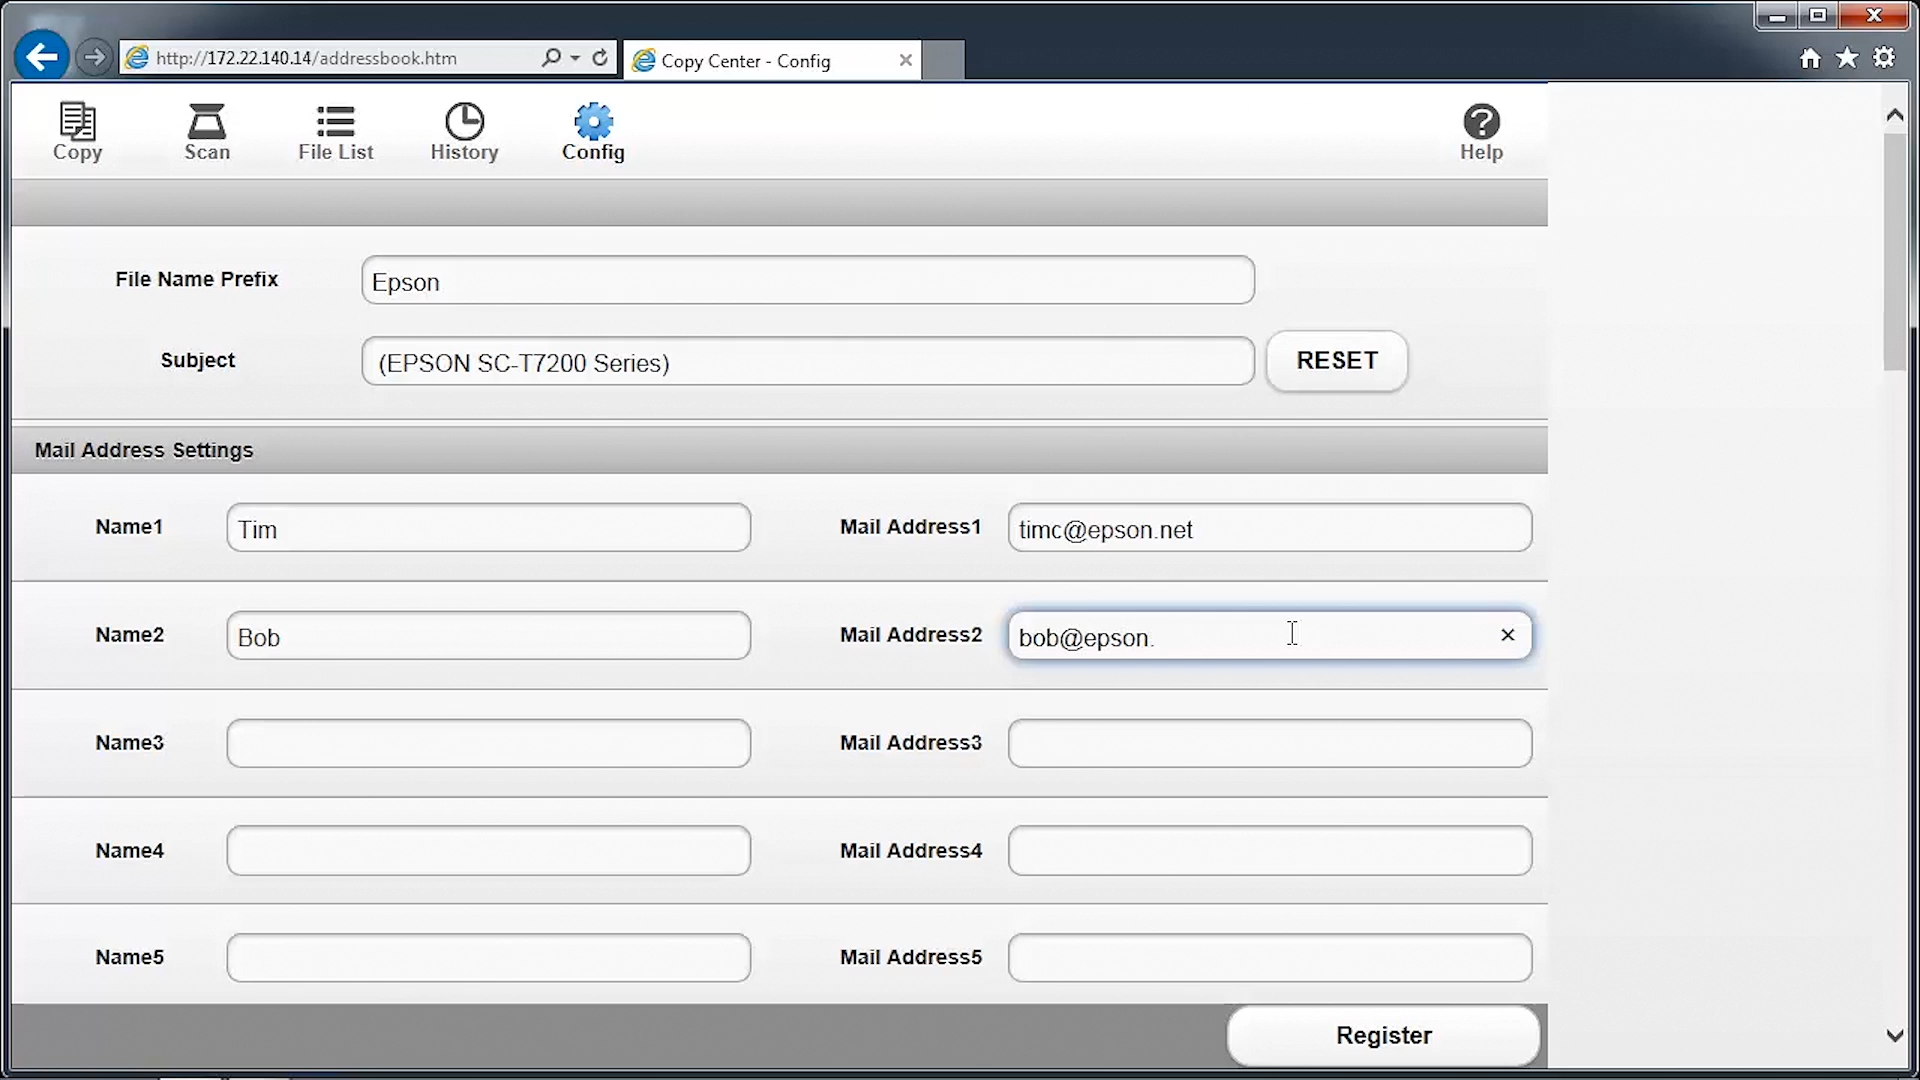 http://172.22.140.14/addressbook.htm
Copy Center - Config
Copy
Scan
File List
History
Config
Help
File Name Prefix
Epson
Subject
(EPSON SC-T7200 Series)
RESET
Mail Address Settings
Name1
Tim
Mail Address1
timc@epson.net
Name2
Bob
Mail Address2
bob@epson.
Name3
Mail Address3
Name4
Mail Address4
Name5
Mail Address5
Register